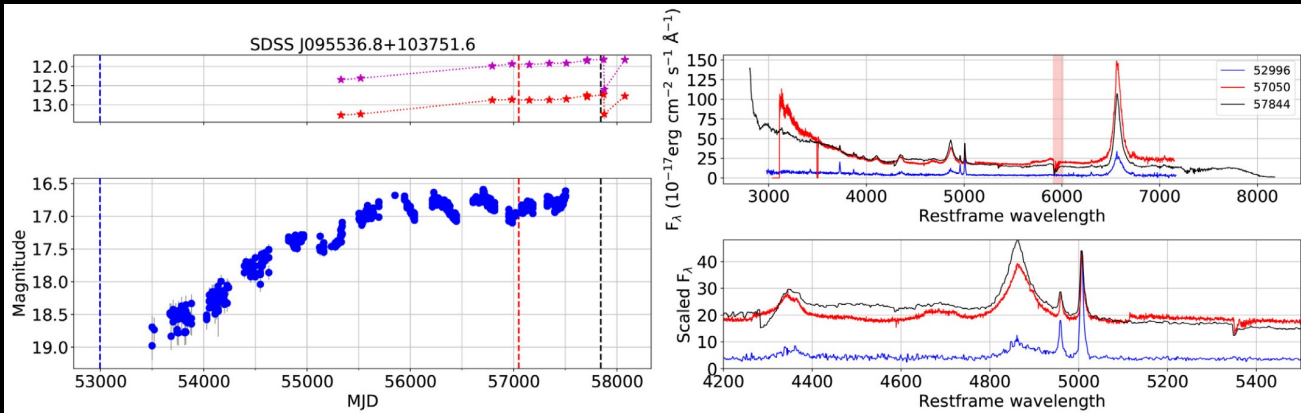 SDSS J095536.8+103751.6
12.0
12.5
13.0
16.5
17.0
17.5
18.0
18.5
19.0
Magnitude
53000 54000 55000 56000 57000 58000
MJD
F_λ (10⁻¹⁷erg cm⁻² s⁻¹ Å⁻¹)
150
125
100
75
50
25
0
52996
57050
57844
3000 4000 5000 6000 7000 8000
Restframe wavelength
Scaled F_λ
40
30
20
10
0
4200 4400 4600 4800 5000 5200 5400
Restframe wavelength